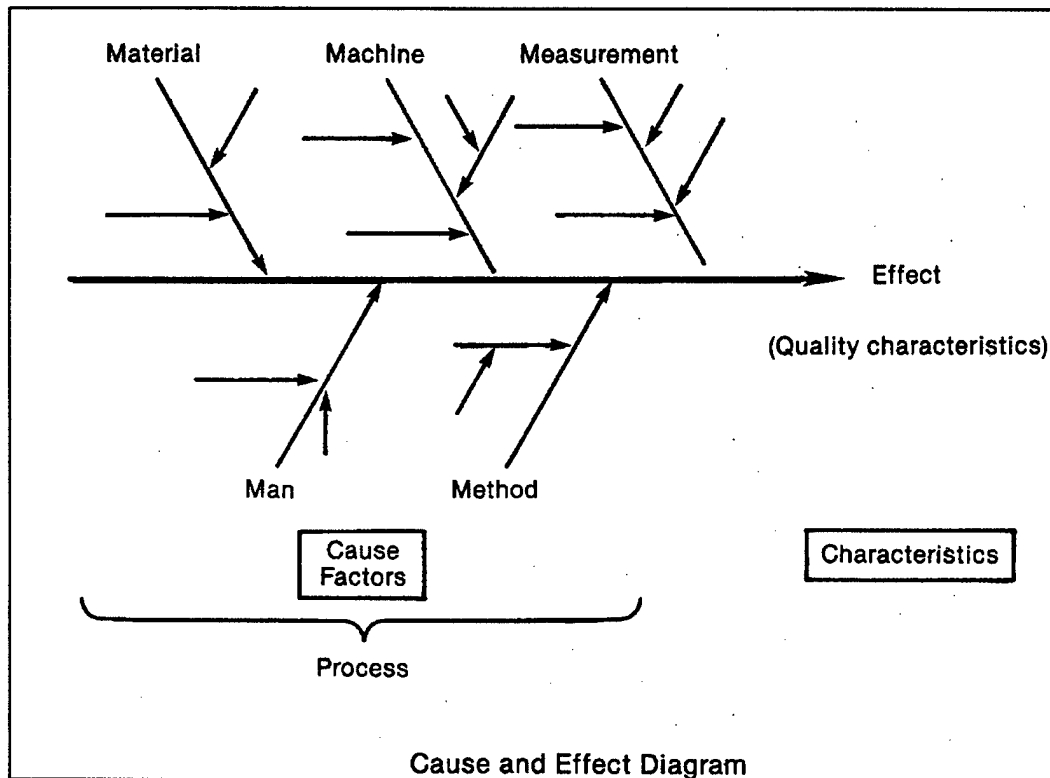 Material
Machine
Measurement
Effect
(Quality characteristics)
Man
Method
Cause
Factors
Characteristics
Process
Cause and Effect Diagram